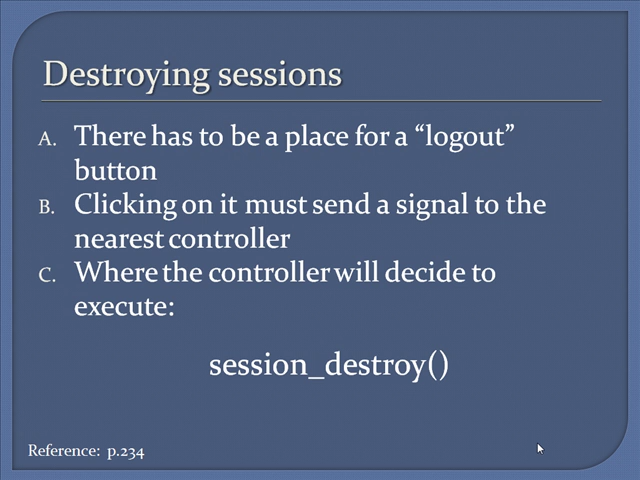 Destroying sessions
A. There has to be a place for a “logout”
button
B. Clicking on it must send a signal to the
nearest controller
C. Where the controller will decide to
execute:
session_destroy()
Reference: p.234